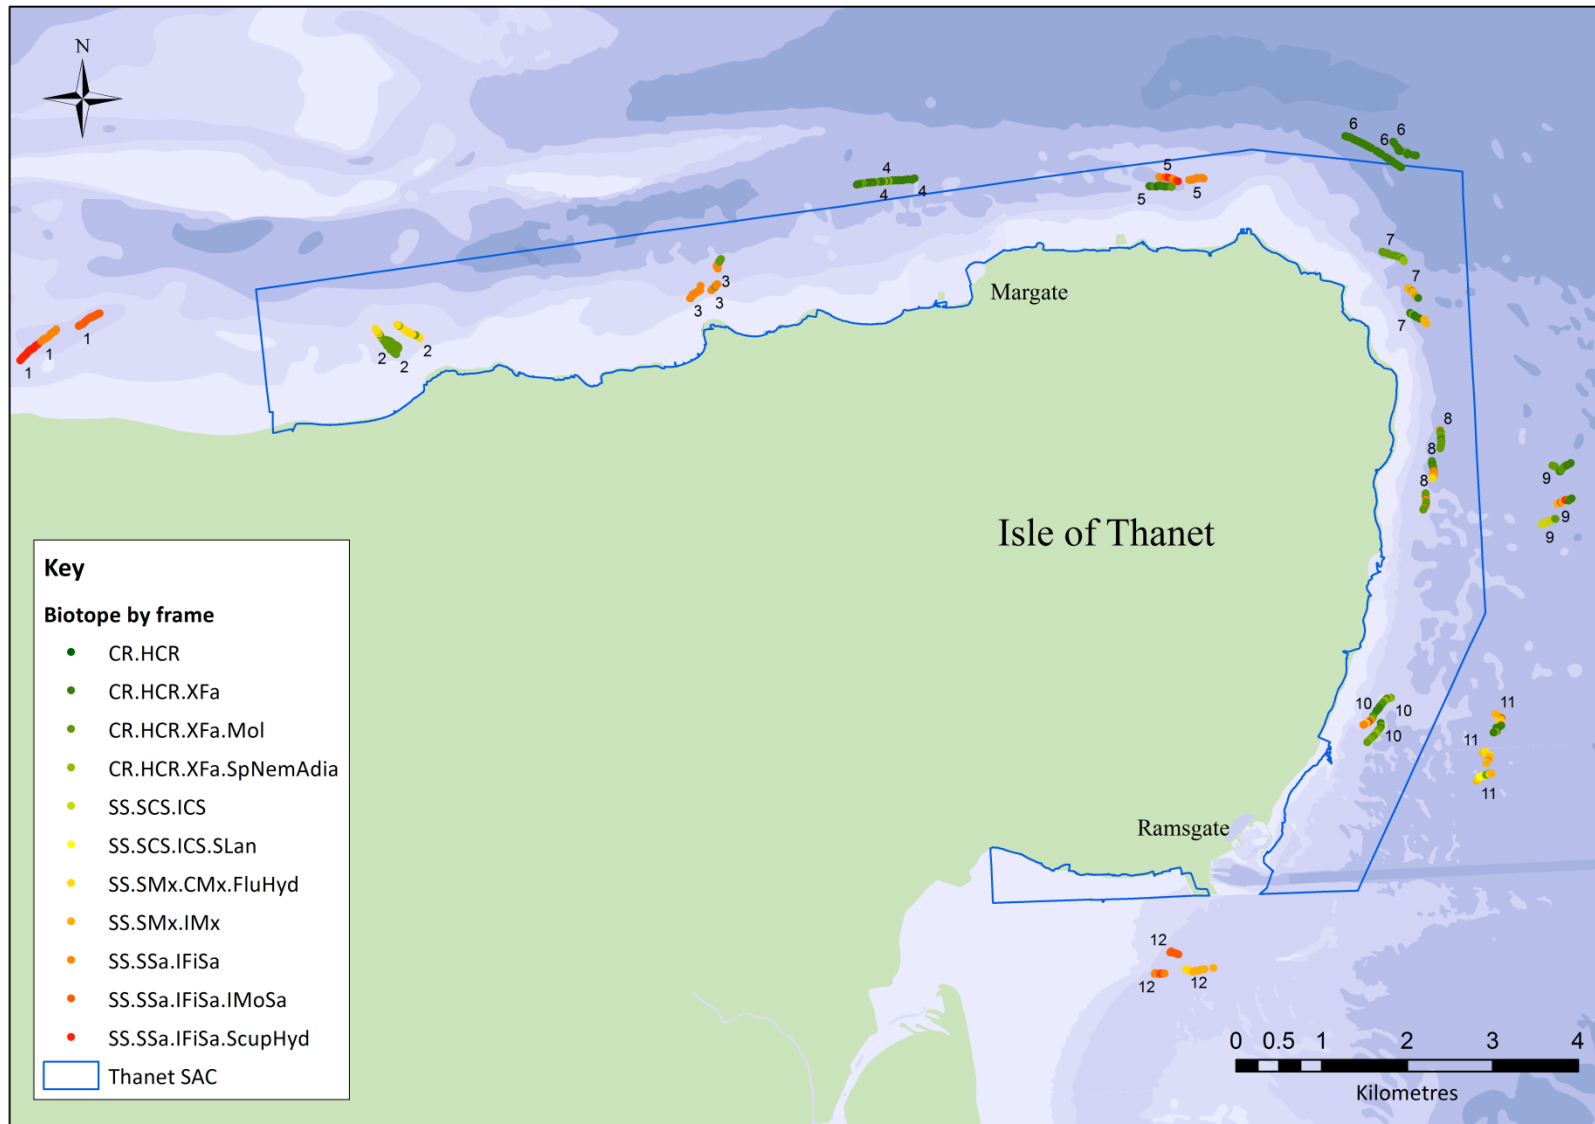 N
6
6
6
4
4
4
5
5
5
7
7
7
3
3
3
Margate
1
1
1
2
2
2
8
8
8
9
9
9
Isle of Thanet
10
10
10
11
11
11
Ramsgate
12
12
12
Key
Biotope by frame
CR.HCR
CR.HCR.XFa
CR.HCR.XFa.Mol
CR.HCR.XFa.SpNemAdia
SS.SCS.ICS
SS.SCS.ICS.SLan
SS.SMx.CMx.FluHyd
SS.SMx.IMx
SS.SSa.IFiSa
SS.SSa.IFiSa.IMoSa
SS.SSa.IFiSa.ScupHyd
Thanet SAC
0 0.5 1 2 3 4
Kilometres